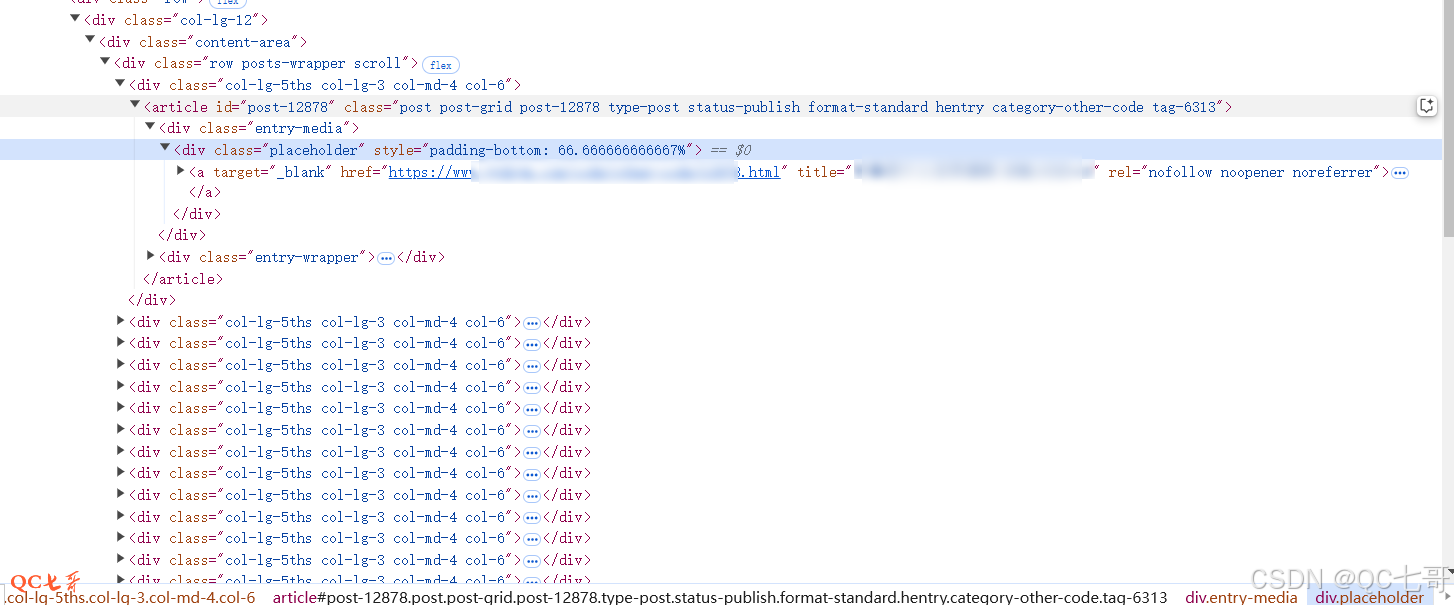 <div class="row"> flex
<div class="col-lg-12">
<div class="content-area">
<div class="row posts-wrapper scroll"> flex
<div class="col-lg-5ths col-lg-3 col-md-4 col-6">
<article id="post-12878" class="post post-grid post-12878 type-post status-publish format-standard hentry category-other-code tag-6313">
<div class="entry-media">
<div class="placeholder" style="padding-bottom: 66.666666666667%"> == $0
<a target="_blank" href="https://www. .html" title=" " rel="nofollow noopener noreferrer">…
</a>
</div>
</div>
<div class="entry-wrapper">…</div>
</article>
</div>
<div class="col-lg-5ths col-lg-3 col-md-4 col-6">…</div>
<div class="col-lg-5ths col-lg-3 col-md-4 col-6">…</div>
<div class="col-lg-5ths col-lg-3 col-md-4 col-6">…</div>
<div class="col-lg-5ths col-lg-3 col-md-4 col-6">…</div>
<div class="col-lg-5ths col-lg-3 col-md-4 col-6">…</div>
<div class="col-lg-5ths col-lg-3 col-md-4 col-6">…</div>
<div class="col-lg-5ths col-lg-3 col-md-4 col-6">…</div>
<div class="col-lg-5ths col-lg-3 col-md-4 col-6">…</div>
<div class="col-lg-5ths col-lg-3 col-md-4 col-6">…</div>
<div class="col-lg-5ths col-lg-3 col-md-4 col-6">…</div>
<div class="col-lg-5ths col-lg-3 col-md-4 col-6">…</div>
<div class="col-lg-5ths col-lg-3 col-md-4 col-6">…</div>
<div class="col-lg-5ths col-lg-3 col-md-4 col-6">…</div>
QC七哥
CSDN @QC七哥
.col-lg-5ths.col-lg-3.col-md-4.col-6 article#post-12878.post.post-grid.post-12878.type-post.status-publish.format-standard.hentry.category-other-code.tag-6313 div.entry-media div.placeholder